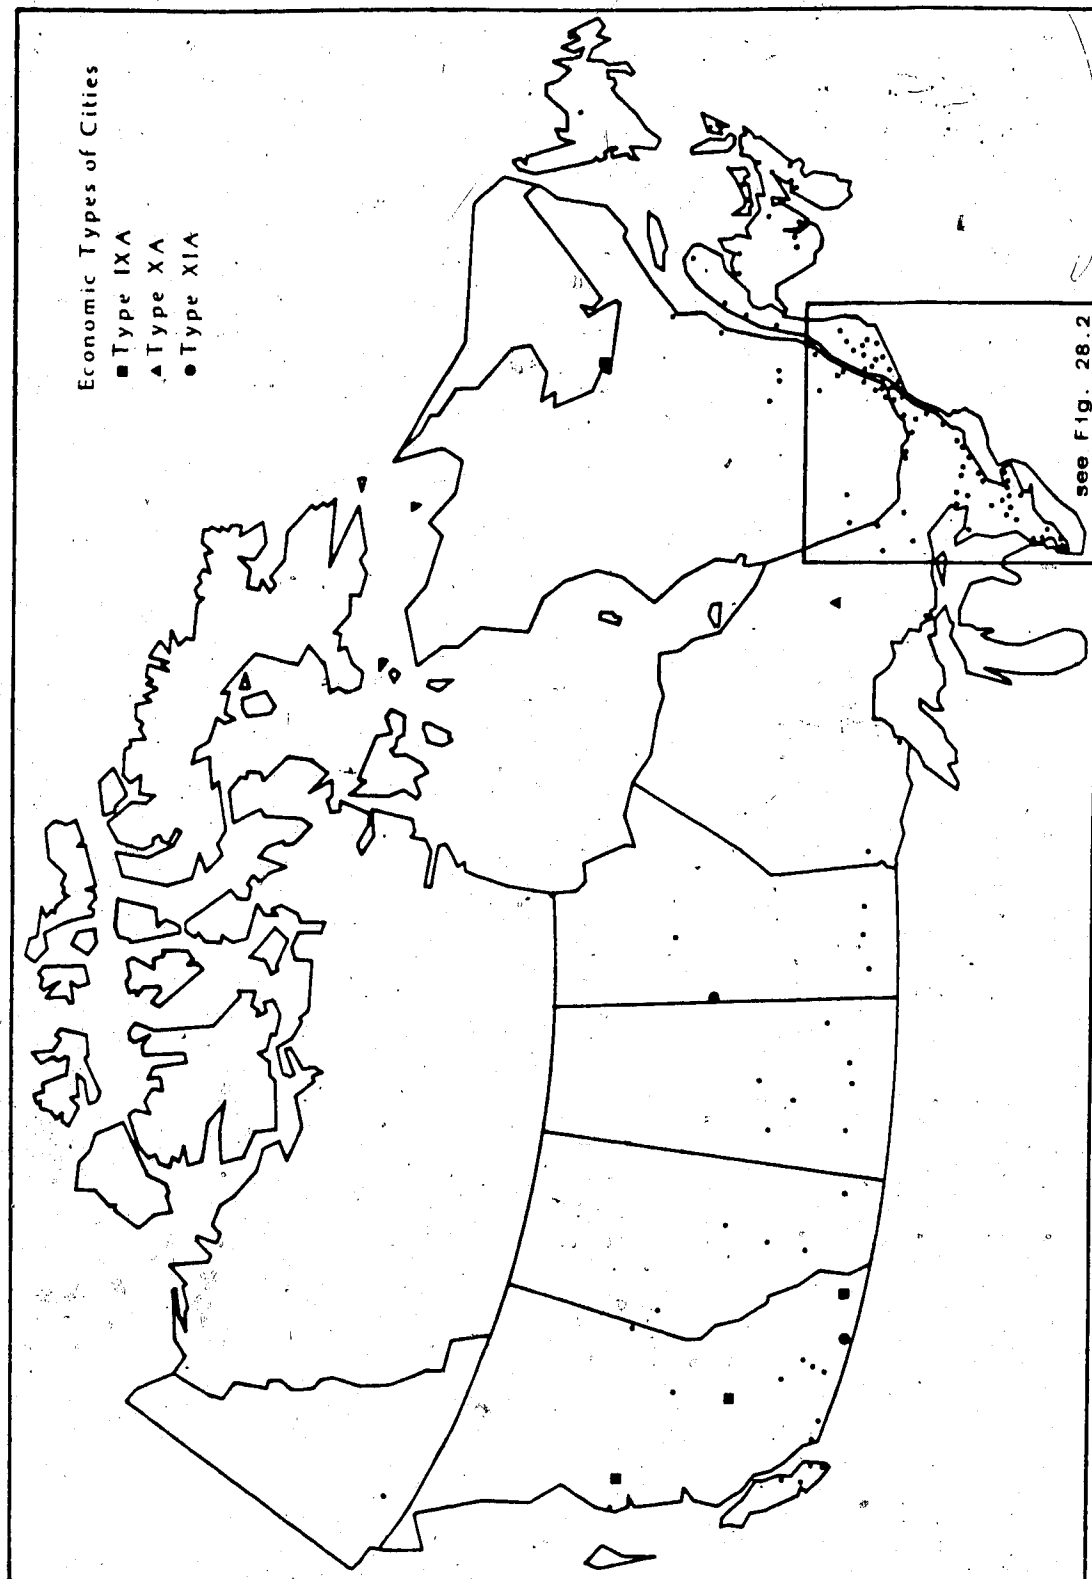 Economic Types of Cities
■ Type IXA
▲ Type XA
● Type XIA
see Fig. 28.2